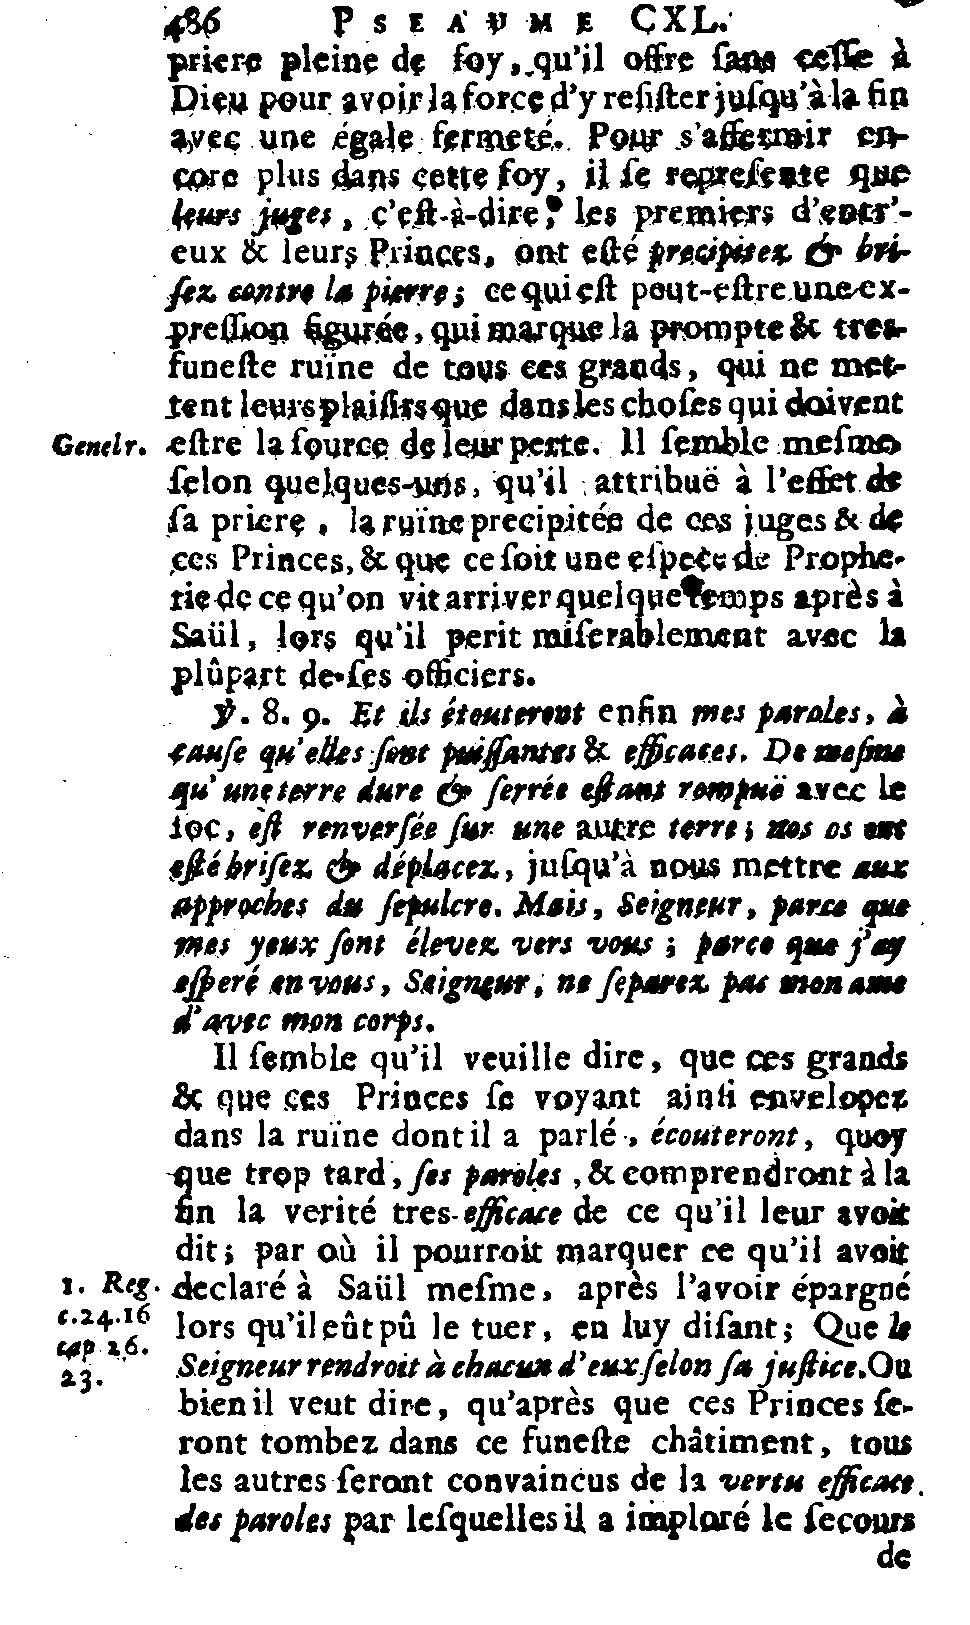 486 PSEAUME CXL.
priere pleine de foy, qu'il offre ſans ceſſe à
Dieu pour avoir la force d'y reſiſter juſqu'à la fin
avec une égale fermeté. Pour s'affermir en-
core plus dans cette foy, il ſe repreſente que
leurs juges, c'eſt-à-dire, les premiers d'entr'-
eux & leurs Princes, ont eſté precipitez & bri-
ſez contre la pierre; ce qui eſt peut-eſtre une ex-
preſſion figurée, qui marque la prompte & tres-
funeſte ruïne de tous ces grands, qui ne met-
tent leurs plaiſirs que dans les choſes qui doivent
Genebr. eſtre la ſource de leur perte. Il ſemble meſme
ſelon quelques-uns, qu'il attribuë à l'effet de
ſa priere, la ruïne precipitée de ces juges & de
ces Princes, & que ce ſoit une eſpece de Prophe-
tie de ce qu'on vit arriver quelque temps après à
Saül, lors qu'il perit miſerablement avec la
plûpart de ſes officiers.
℣. 8. 9. Et ils écouteront enfin mes paroles, à
cauſe qu'elles ſont puiſſantes & efficaces. De meſme
qu'une terre dure & ſerrée eſtant rompuë avec le
ſoc, eſt renverſée ſur une autre terre; nos os ont
eſté briſez & déplacez, juſqu'à nous mettre aux
approches du ſepulcre. Mais, Seigneur, parce que
mes yeux ſont élevez vers vous; parce que j'ay
eſperé en vous, Seigneur, ne ſeparez pas mon ame
d'avec mon corps.
Il ſemble qu'il veuille dire, que ces grands
& que ces Princes ſe voyant ainſi envelopez
dans la ruïne dont il a parlé, écouteront, quoy
que trop tard, ſes paroles, & comprendront à la
fin la verité tres-efficace de ce qu'il leur avoit
dit; par où il pourroit marquer ce qu'il avoit
1. Reg. declaré à Saül meſme, après l'avoir épargné
c.24.16 lors qu'il eût pû le tuer, en luy diſant; Que le
cap 26. Seigneur rendroit à chacun d'eux ſelon ſa juſtice. Ou
23. bien il veut dire, qu'après que ces Princes ſe-
ront tombez dans ce funeſte châtiment, tous
les autres ſeront convaincus de la vertu efficace
des paroles par leſquelles il a imploré le ſecours
de